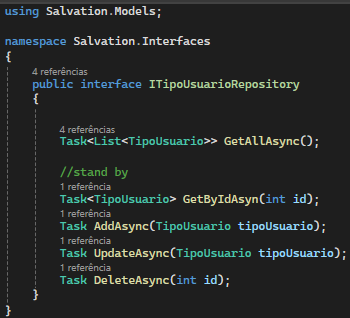 using Salvation.Models;
namespace Salvation.Interfaces
{
4 referências
public interface ITipoUsuarioRepository
{
4 referências
Task<List<TipoUsuario>> GetAllAsync();
//stand by
1 referência
Task<TipoUsuario> GetByIdAsyn(int id);
1 referência
Task AddAsync(TipoUsuario tipoUsuario);
1 referência
Task UpdateAsync(TipoUsuario tipoUsuario);
1 referência
Task DeleteAsync(int id);
}
}